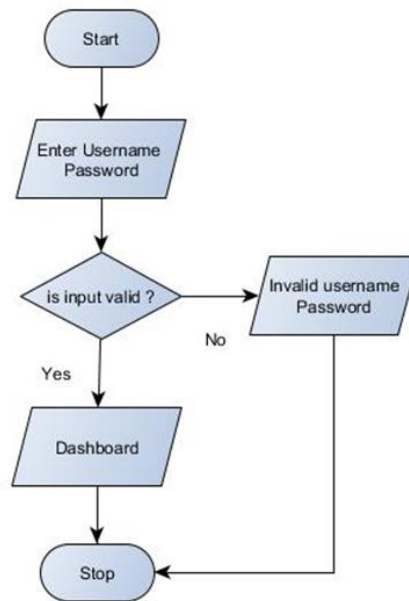 Start
Enter Username
Password
is input valid ?
Invalid username
Password
No
Yes
Dashboard
Stop